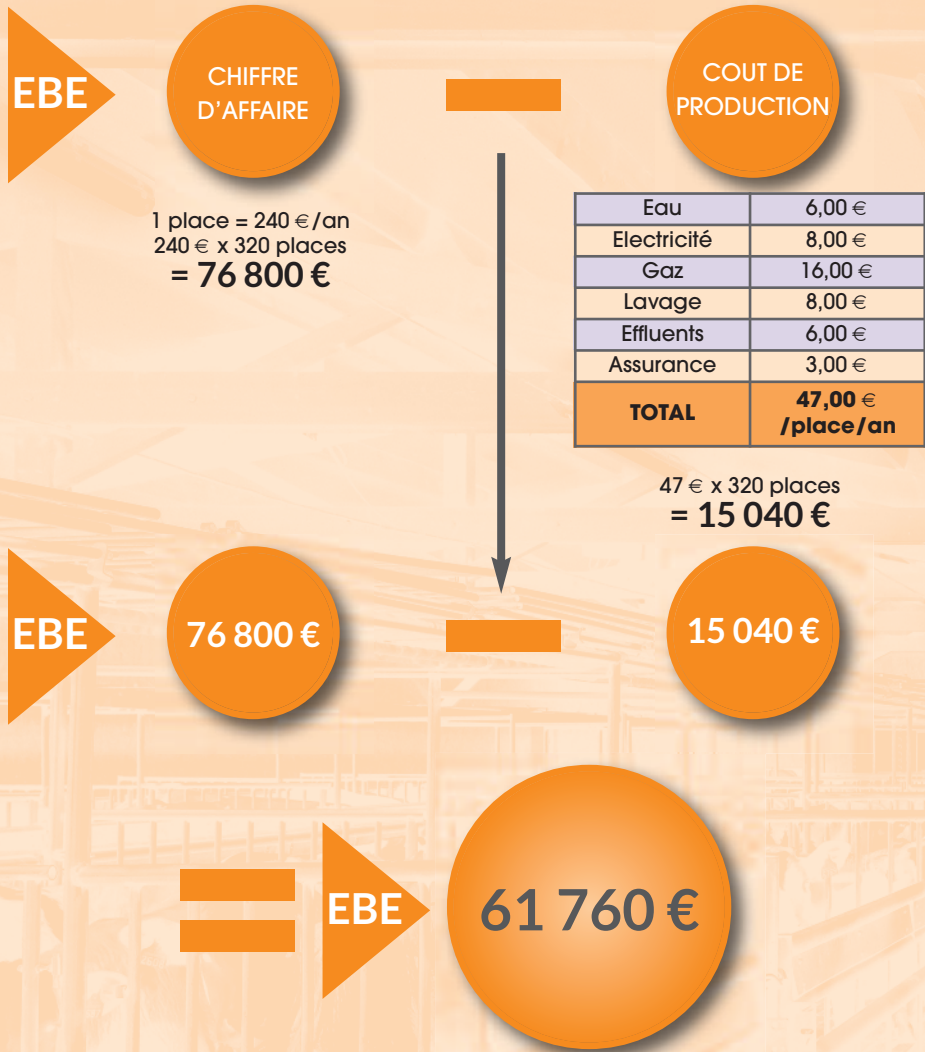 EBE
CHIFFRE
D'AFFAIRE
COUT DE
PRODUCTION
1 place = 240 €/an
240 € x 320 places
= 76 800 €
Eau 6,00 €
Electricité 8,00 €
Gaz 16,00 €
Lavage 8,00 €
Effluents 6,00 €
Assurance 3,00 €
TOTAL 47,00 €
/place/an
47 € x 320 places
= 15 040 €
EBE
76 800 €
15 040 €
EBE
61 760 €